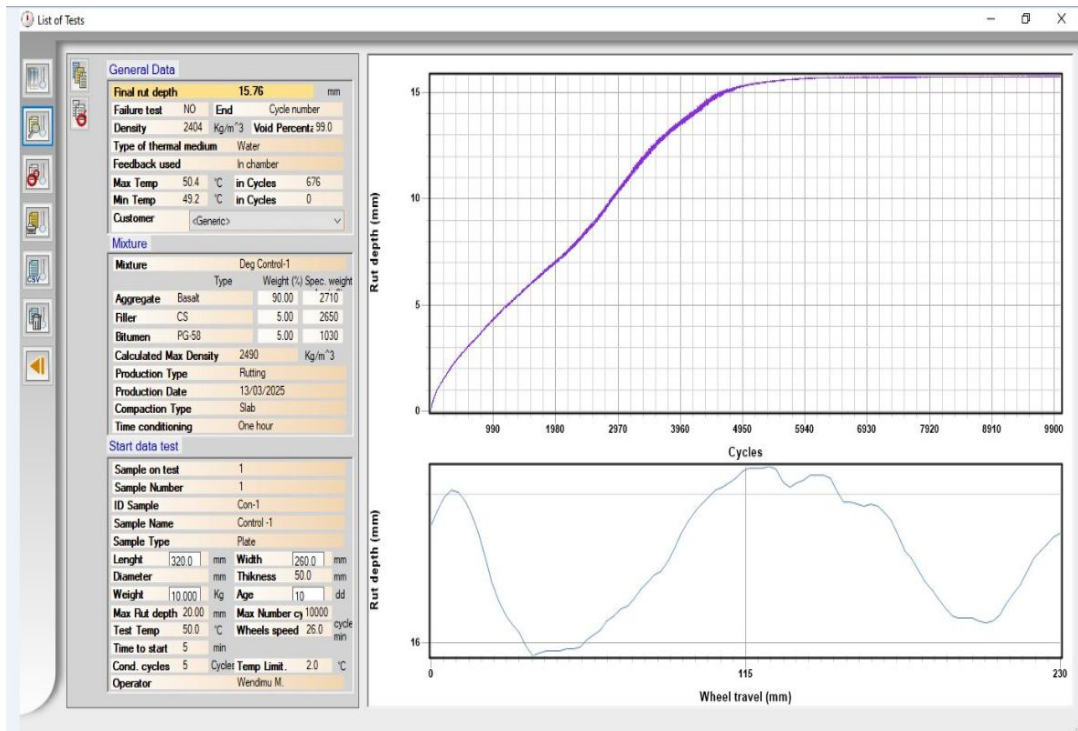 List of Tests
General Data
Final rut depth 15.76 mm
Failure test NO End Cycle number
Density 2404 Kg/m^3 Void Percenta 99.0
Type of thermal medium Water
Feedback used In chamber
Max Temp 50.4 °C in Cycles 676
Min Temp 49.2 °C in Cycles 0
Customer <Generic>
Mixture
Mixture Deg Control-1
Type Weight (%) Spec. weight
Aggregate Basalt 90.00 2710
Filler CS 5.00 2650
Bitumen PG-58 5.00 1030
Calculated Max Density 2490 Kg/m^3
Production Type Rutting
Production Date 13/03/2025
Compaction Type Slab
Time conditioning One hour
Start data test
Sample on test 1
Sample Number 1
ID Sample Con-1
Sample Name Control -1
Sample Type Plate
Lenght 320.0 mm Width 260.0 mm
Diameter mm Thikness 50.0 mm
Weight 10.000 Kg Age 10 dd
Max Rut depth 20.00 mm Max Number cy 10000
Test Temp 50.0 °C Wheels speed 26.0 cycle min
Time to start 5 min
Cond. cycles 5 Cycles Temp Limit. 2.0 °C
Operator Wendimu M.
CSV
Rut depth (mm)
15
10
5
0
990 1980 2970 3960 4950 5940 6930 7920 8910 9900
Cycles
Rut depth (mm)
16
0 115 230
Wheel travel (mm)